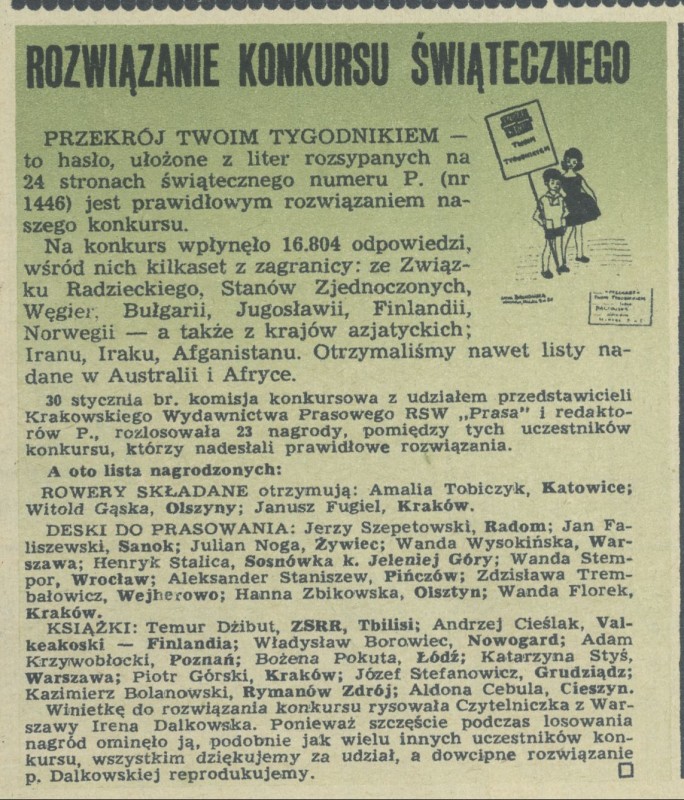 ROZWIĄZANIE KONKURSU ŚWIĄTECZNEGO
PRZEKRÓJ TWOIM TYGODNIKIEM —
to hasło, ułożone z liter rozsypanych na
24 stronach świątecznego numeru P. (nr
1446) jest prawidłowym rozwiązaniem na-
szego konkursu.
Na konkurs wpłynęło 16.804 odpowiedzi,
wśród nich kilkaset z zagranicy: ze Związ-
ku Radzieckiego, Stanów Zjednoczonych,
Węgier, Bułgarii, Jugosławii, Finlandii,
Norwegii — a także z krajów azjatyckich;
Iranu, Iraku, Afganistanu. Otrzymaliśmy nawet listy na-
dane w Australii i Afryce.
30 stycznia br. komisja konkursowa z udziałem przedstawicieli
Krakowskiego Wydawnictwa Prasowego RSW „Prasa" i redakto-
rów P., rozlosowała 23 nagrody, pomiędzy tych uczestników
konkursu, którzy nadesłali prawidłowe rozwiązania.
A oto lista nagrodzonych:
ROWERY SKŁADANE otrzymują: Amalia Tobiczyk, Katowice;
Witold Gąska, Olszyny; Janusz Fugiel, Kraków.
DESKI DO PRASOWANIA: Jerzy Szepetowski, Radom; Jan Fa-
liszewski, Sanok; Julian Noga, Żywiec; Wanda Wysokińska, War-
szawa; Henryk Stalica, Sosnówka k. Jeleniej Góry; Wanda Stem-
por, Wrocław; Aleksander Staniszew, Pińczów; Zdzisława Trem-
bałowicz, Wejherowo; Hanna Zbikowska, Olsztyn; Wanda Florek,
Kraków.
KSIĄŻKI: Temur Dżibut, ZSRR, Tbilisi; Andrzej Cieślak, Val-
keakoski — Finlandia; Władysław Borowiec, Nowogard; Adam
Krzywobłocki, Poznań; Bożena Pokuta, Łódź; Katarzyna Styś,
Warszawa; Piotr Górski, Kraków; Józef Stefanowicz, Grudziądz;
Kazimierz Bolanowski, Rymanów Zdrój; Aldona Cebula, Cieszyn.
Winietkę do rozwiązania konkursu rysowała Czytelniczka z War-
szawy Irena Dalkowska. Ponieważ szczęście podczas losowania
nagród ominęło ją, podobnie jak wielu innych uczestników kon-
kursu, wszystkim dziękujemy za udział, a dowcipne rozwiązanie
p. Dalkowskiej reprodukujemy.
TWOIM
TYGODNIKIEM